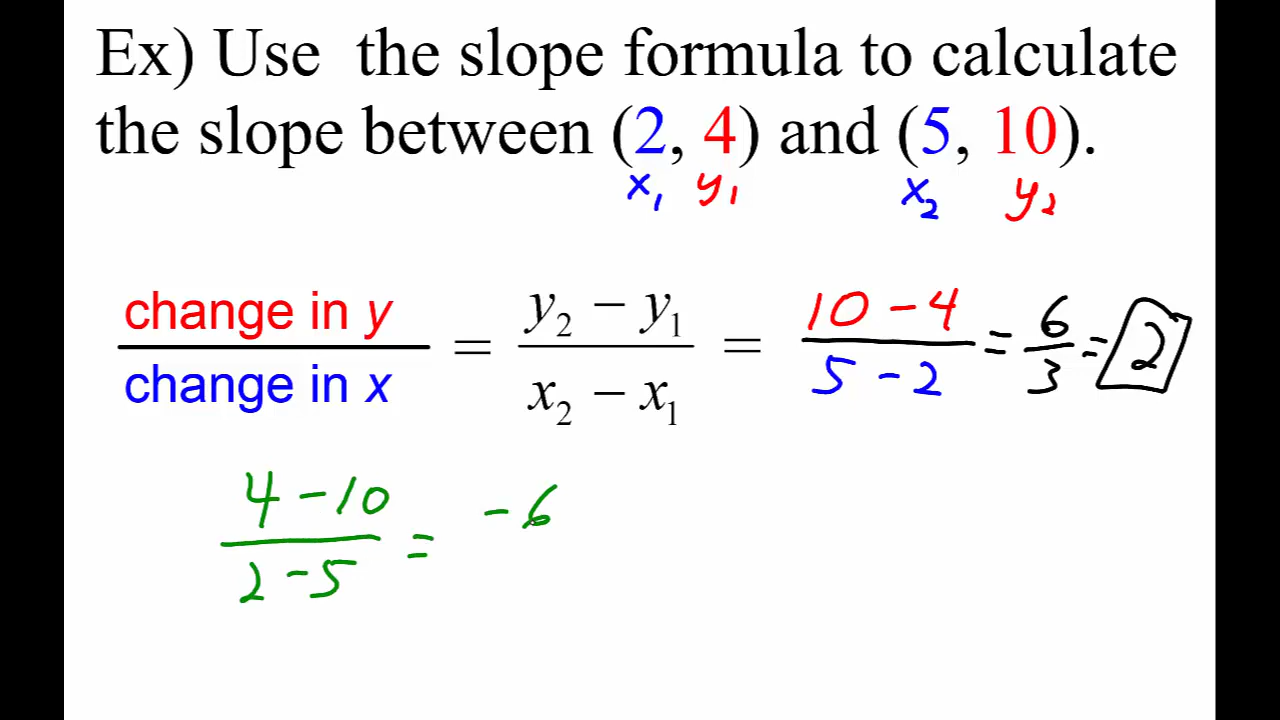 Ex) Use the slope formula to calculate
the slope between (2, 4) and (5, 10).
x₁ y₁ x₂ y₂
change in y / change in x = y₂ − y₁ / x₂ − x₁ = 10 − 4 / 5 − 2 = 6 / 3 = 2
4 − 10 / 2 − 5 = − 6